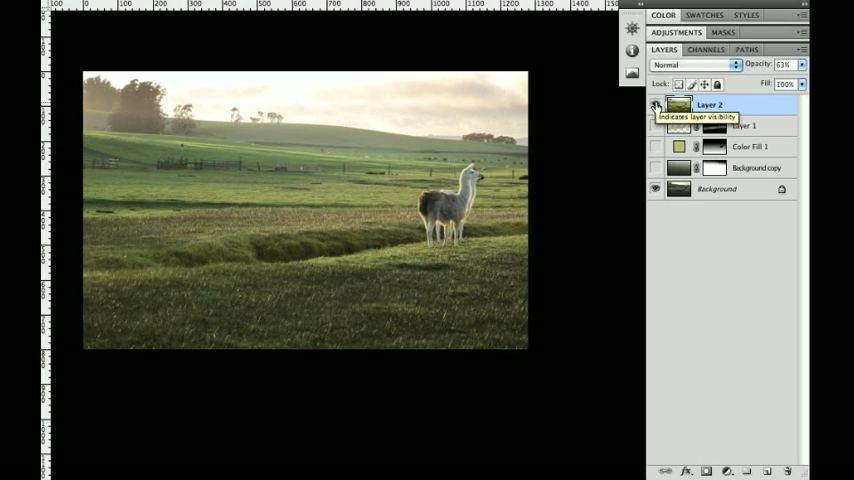 100 0 100 200 300 400 500 600 700 800 900 1000 1100 1200 1300 1400 1500
COLOR SWATCHES STYLES
ADJUSTMENTS MASKS
LAYERS CHANNELS PATHS
Normal Opacity: 63%
Lock: Fill: 100%
Layer 2
Indicates layer visibility
Layer 1
Color Fill 1
Background copy
Background
fx